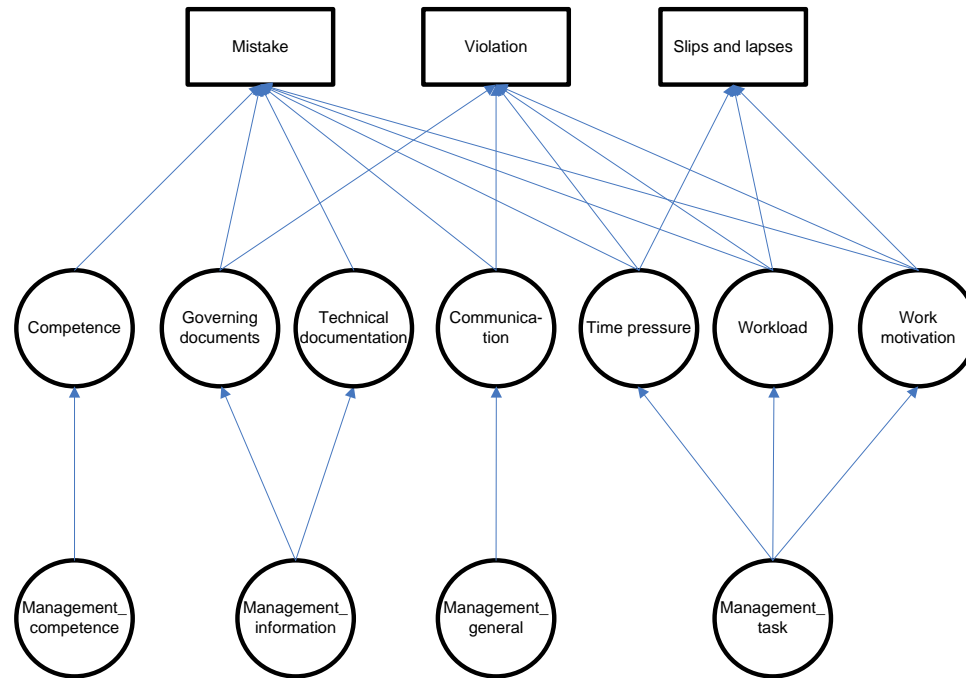 Mistake
Violation
Slips and lapses
Competence
Governing
documents
Technical
documentation
Communica-
tion
Time pressure
Workload
Work
motivation
Management_
competence
Management_
information
Management_
general
Management_
task